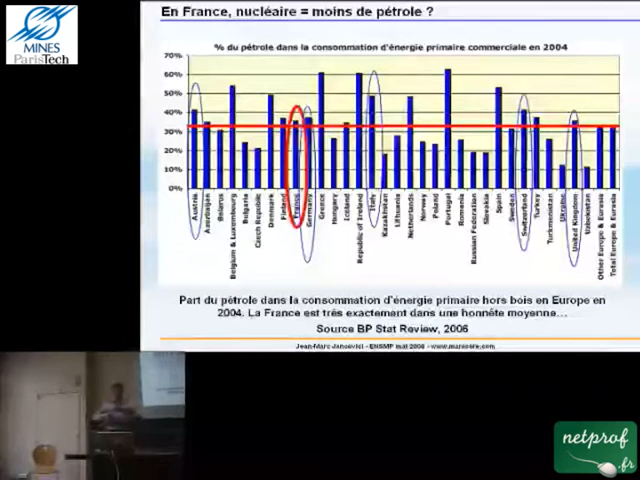 MINES
ParisTech
En France, nucléaire = moins de pétrole ?
% du pétrole dans la consommation d'énergie primaire commerciale en 2004
70%
60%
50%
40%
30%
20%
10%
0%
Austria
Azerbaijan
Belarus
Belgium & Luxembourg
Bulgaria
Czech Republic
Denmark
Finland
France
Germany
Greece
Hungary
Iceland
Republic of Ireland
Italy
Kazakhstan
Lithuania
Netherlands
Norway
Poland
Portugal
Romania
Russian Federation
Slovakia
Spain
Sweden
Switzerland
Turkey
Turkmenistan
Ukraine
United Kingdom
Uzbekistan
Other Europe & Eurasia
Total Europe & Eurasia
Part du pétrole dans la consommation d'énergie primaire hors bois en Europe en
2004. La France est très exactement dans une honnête moyenne...
Source BP Stat Review, 2006
Jean-Marc Jancovici - ENSMP mai 2008 - www.manicore.com
netprof
.fr